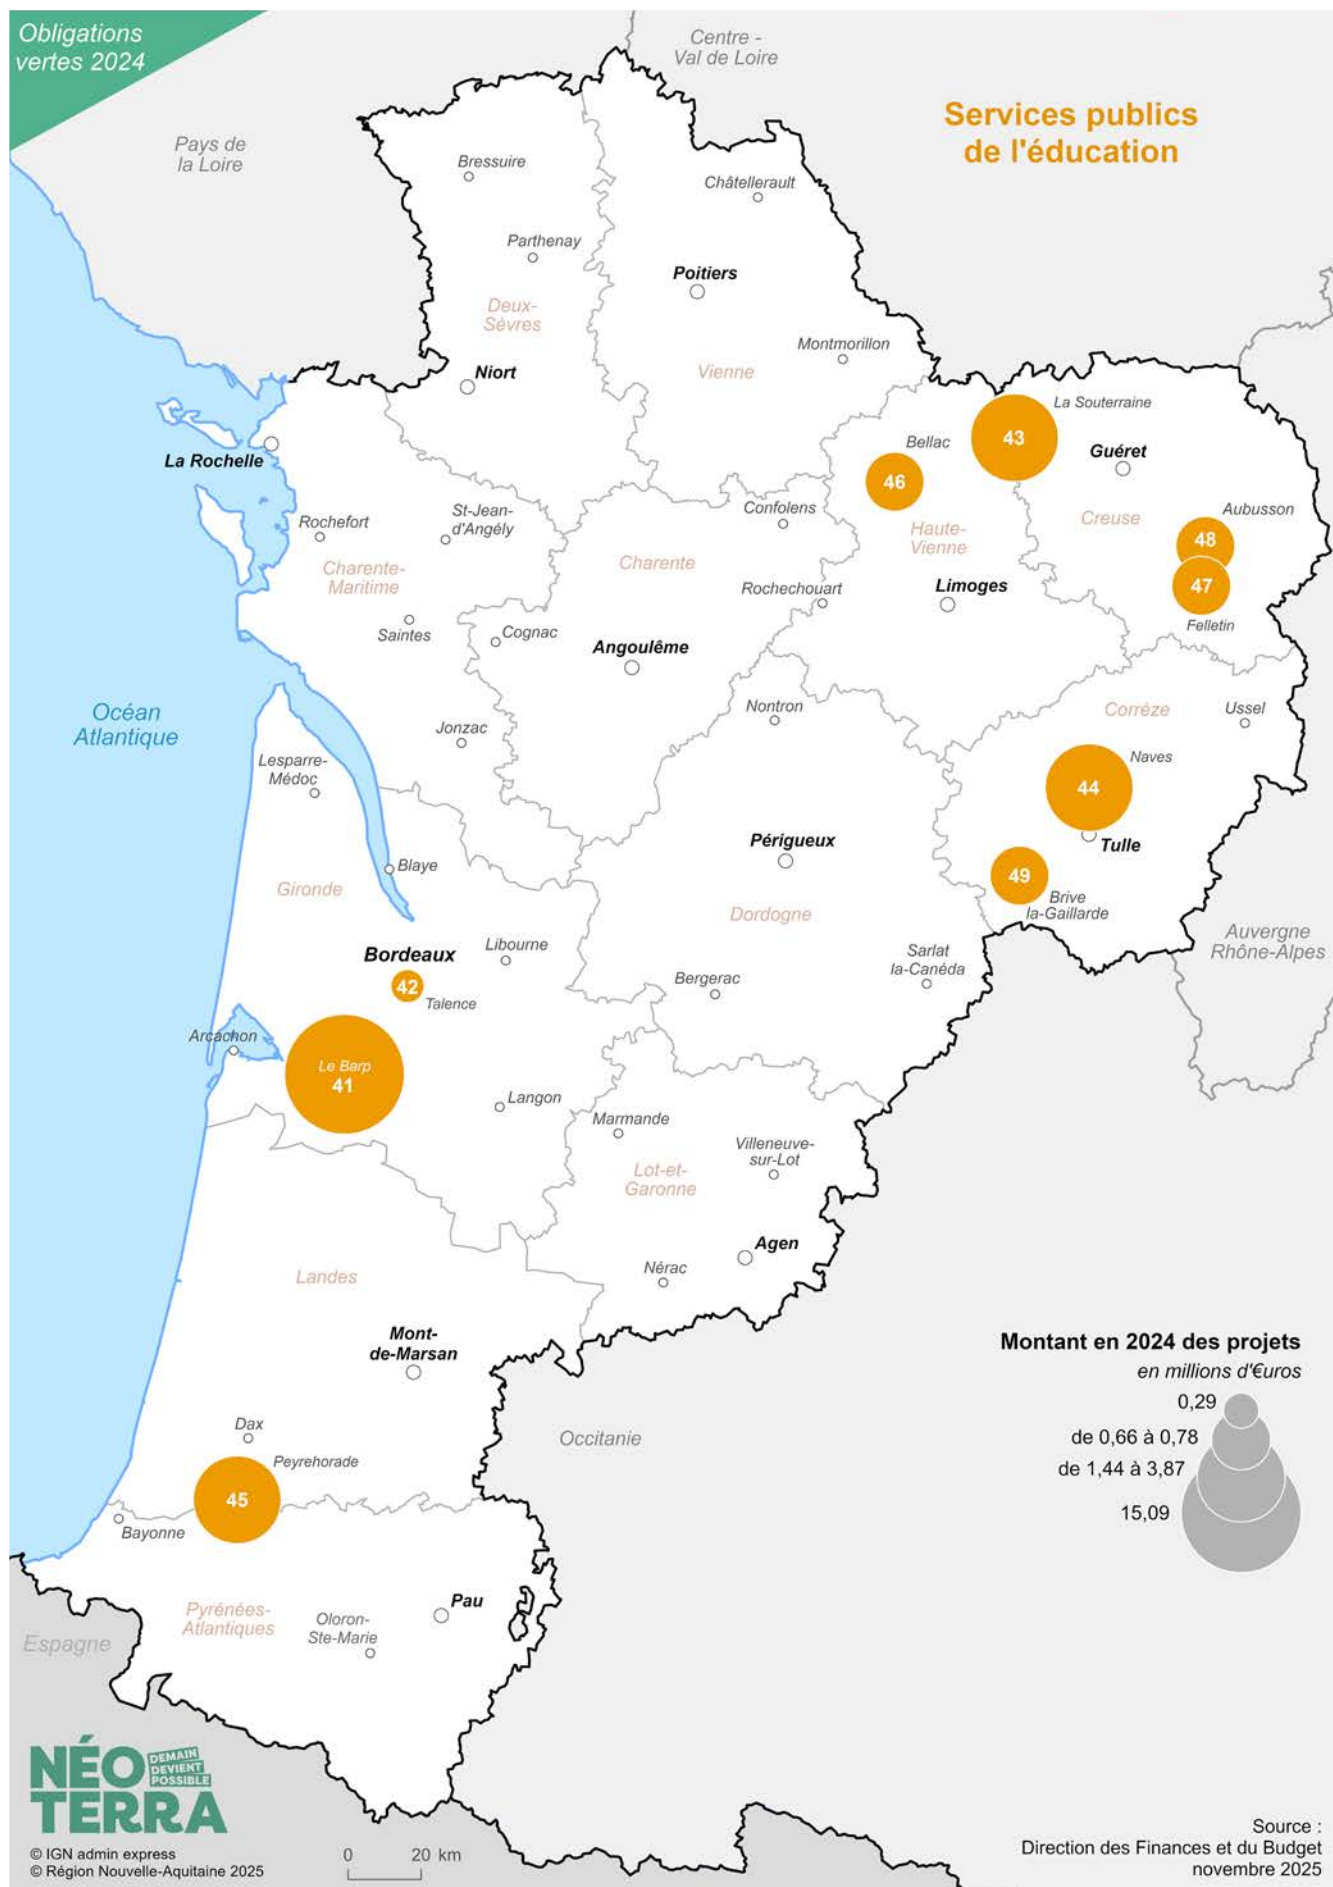 Obligations
vertes 2024
Centre -
Val de Loire
Services publics
de l'éducation
Pays de
la Loire
Bressuire
Châtellerault
Parthenay
Poitiers
Deux-
Sèvres
Montmorillon
Niort
Vienne
La Souterraine
43
Bellac
Guéret
La Rochelle
46
Aubusson
Confolens
St-Jean-
d'Angély
Rochefort
Creuse
Haute-
Vienne
48
Charente-
Maritime
Charente
Rochechouart
Limoges
47
Felletin
Saintes
Cognac
Angoulême
Océan
Atlantique
Nontron
Corrèze
Ussel
Jonzac
Naves
Lesparre-
Médoc
44
Périgueux
Tulle
Blaye
49
Brive
la-Gaillarde
Gironde
Dordogne
Auvergne
Rhône-Alpes
Bordeaux
Libourne
Sarlat
la-Canéda
42
Talence
Bergerac
Arcachon
Le Barp
41
Langon
Marmande
Villeneuve-
sur-Lot
Lot-et-
Garonne
Agen
Nérac
Landes
Mont-
de-Marsan
Montant en 2024 des projets
en millions d'€uros
0,29
de 0,66 à 0,78
de 1,44 à 3,87
15,09
Dax
Occitanie
Peyrehorade
45
Bayonne
Pau
Pyrénées-
Atlantiques
Oloron-
Ste-Marie
Espagne
NÉO
TERRA
DEMAIN
DEVIENT
POSSIBLE
© IGN admin express
© Région Nouvelle-Aquitaine 2025
0 20 km
Source :
Direction des Finances et du Budget
novembre 2025